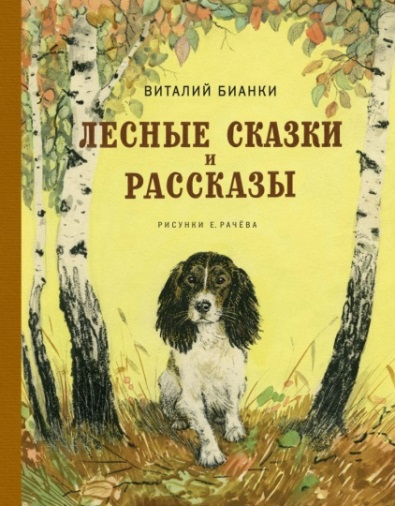 ВИТАЛИЙ БИАНКИ
ЛЕСНЫЕ СКАЗКИ
И
РАССКАЗЫ
РИСУНКИ Е. РАЧЁВА